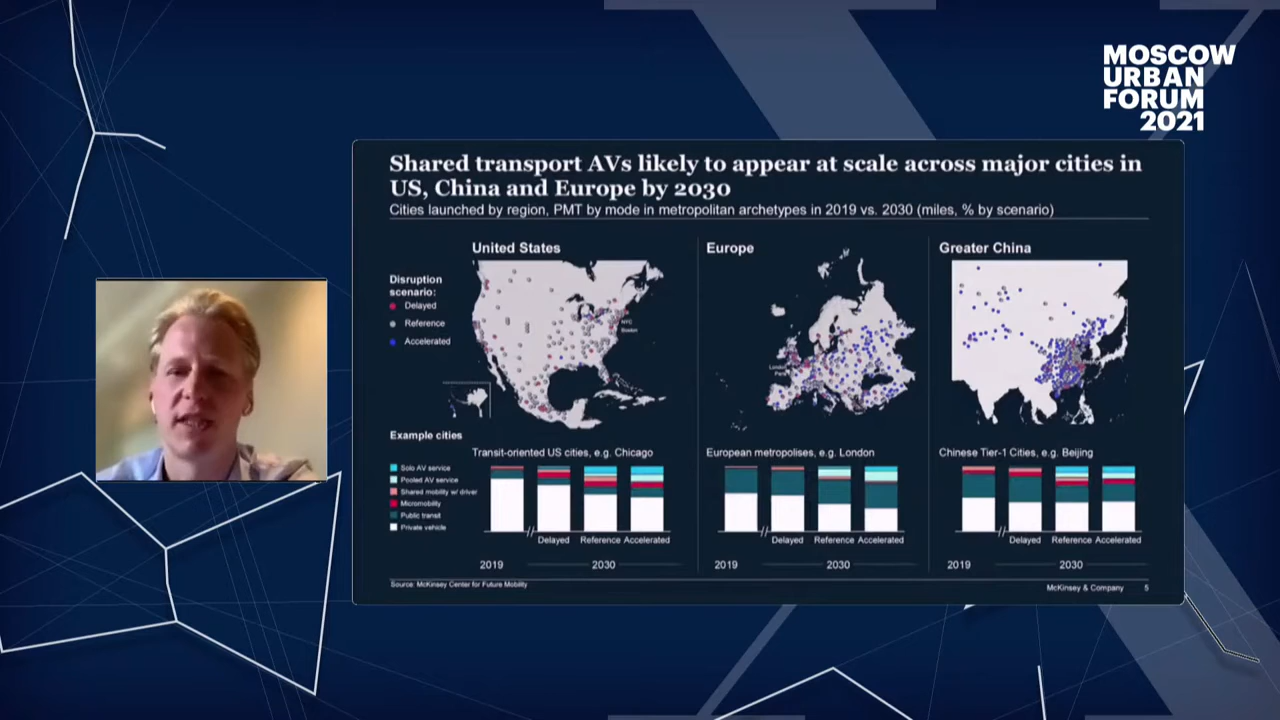 MOSCOW
URBAN
FORUM
2021
Shared transport AVs likely to appear at scale across major cities in
US, China and Europe by 2030
Cities launched by region, PMT by mode in metropolitan archetypes in 2019 vs. 2030 (miles, % by scenario)
United States
Europe
Greater China
Disruption
scenario:
Delayed
Reference
Accelerated
NYC
Boston
London
Example cities
Transit-oriented US cities, e.g. Chicago
European metropolises, e.g. London
Chinese Tier-1 Cities, e.g. Beijing
Solo AV service
Pooled AV service
Shared mobility w/ driver
Micromobility
Public transit
Private vehicle
Delayed Reference Accelerated
Delayed Reference Accelerated
Delayed Reference Accelerated
2019 2030
2019 2030
2019 2030
Source: McKinsey Center for Future Mobility
McKinsey & Company 5